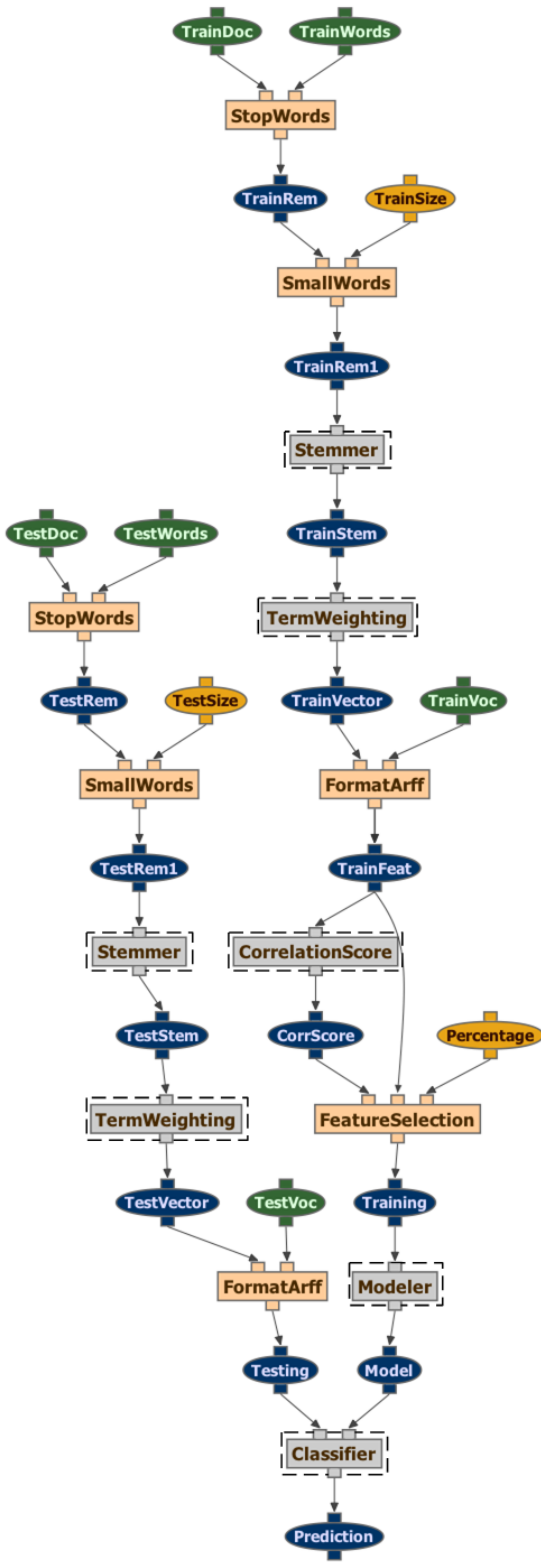 TrainDoc
TrainWords
StopWords
TrainRem
TrainSize
SmallWords
TrainRem1
Stemmer
TrainStem
TestDoc
TestWords
StopWords
TermWeighting
TestRem
TestSize
TrainVector
TrainVoc
SmallWords
FormatArff
TestRem1
TrainFeat
Stemmer
CorrelationScore
TestStem
CorrScore
Percentage
TermWeighting
FeatureSelection
TestVector
TestVoc
Training
FormatArff
Modeler
Testing
Model
Classifier
Prediction